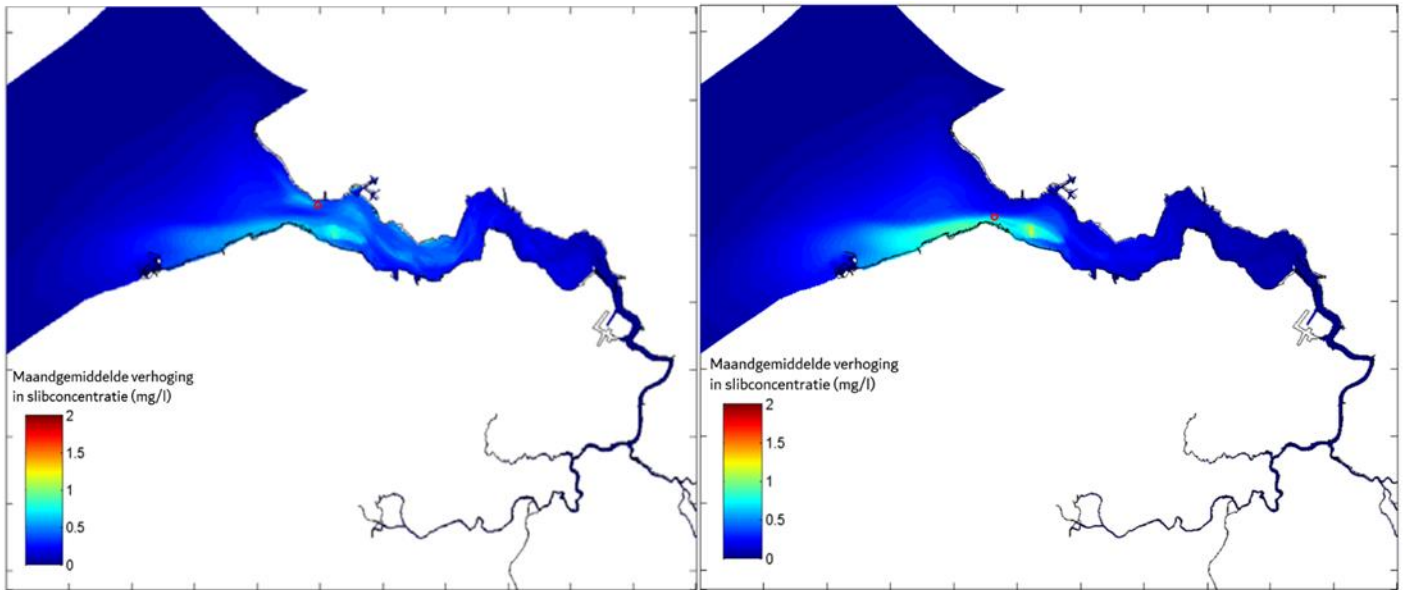 Maandgemiddelde verhoging
in slibconcentratie (mg/l)
2
1.5
1
0.5
0
Maandgemiddelde verhoging
in slibconcentratie (mg/l)
2
1.5
1
0.5
0